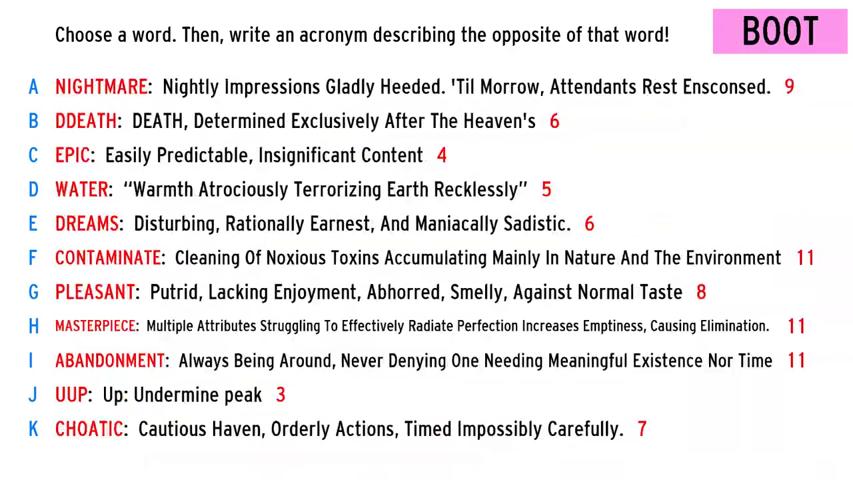 Choose a word. Then, write an acronym describing the opposite of that word!
BOOT
A NIGHTMARE: Nightly Impressions Gladly Heeded. 'Til Morrow, Attendants Rest Ensconsed. 9
B DDEATH: DEATH, Determined Exclusively After The Heaven's 6
C EPIC: Easily Predictable, Insignificant Content 4
D WATER: “Warmth Atrociously Terrorizing Earth Recklessly” 5
E DREAMS: Disturbing, Rationally Earnest, And Maniacally Sadistic. 6
F CONTAMINATE: Cleaning Of Noxious Toxins Accumulating Mainly In Nature And The Environment 11
G PLEASANT: Putrid, Lacking Enjoyment, Abhorred, Smelly, Against Normal Taste 8
H MASTERPIECE: Multiple Attributes Struggling To Effectively Radiate Perfection Increases Emptiness, Causing Elimination. 11
I ABANDONMENT: Always Being Around, Never Denying One Needing Meaningful Existence Nor Time 11
J UUP: Up: Undermine peak 3
K CHOATIC: Cautious Haven, Orderly Actions, Timed Impossibly Carefully. 7